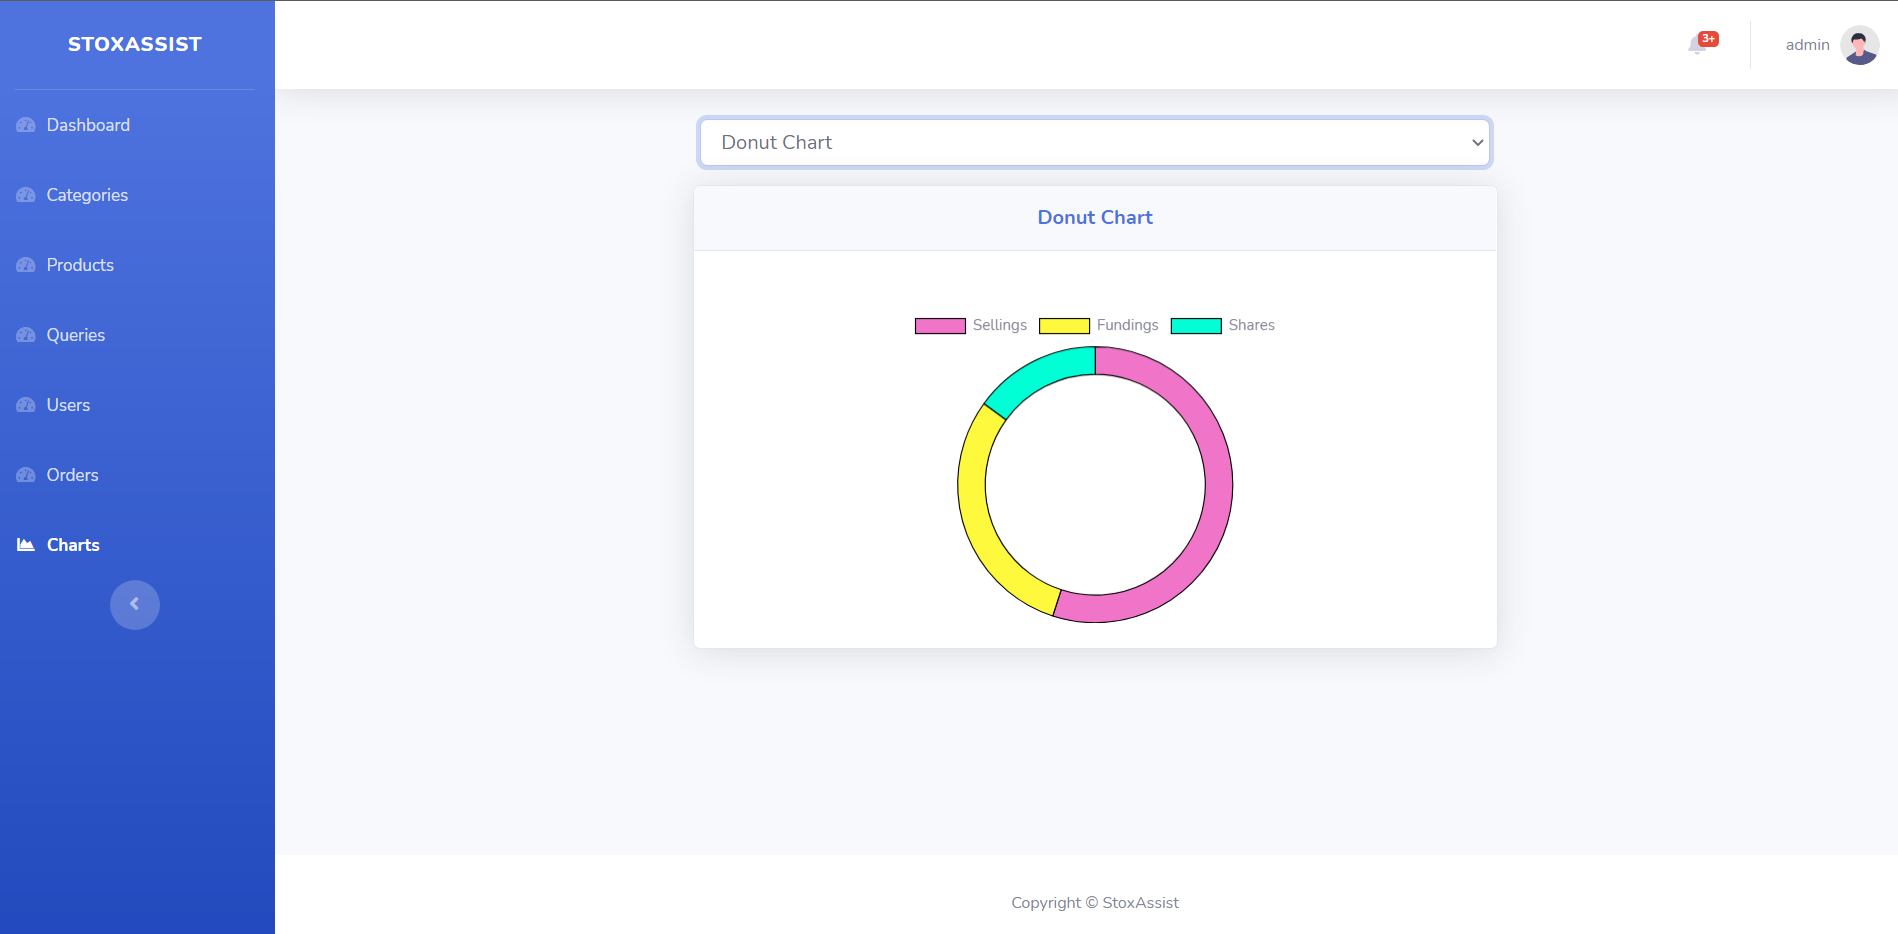 STOXASSIST
Dashboard
Categories
Products
Queries
Users
Orders
Charts
3+
admin
Donut Chart
Donut Chart
Sellings Fundings Shares
Copyright © StoxAssist